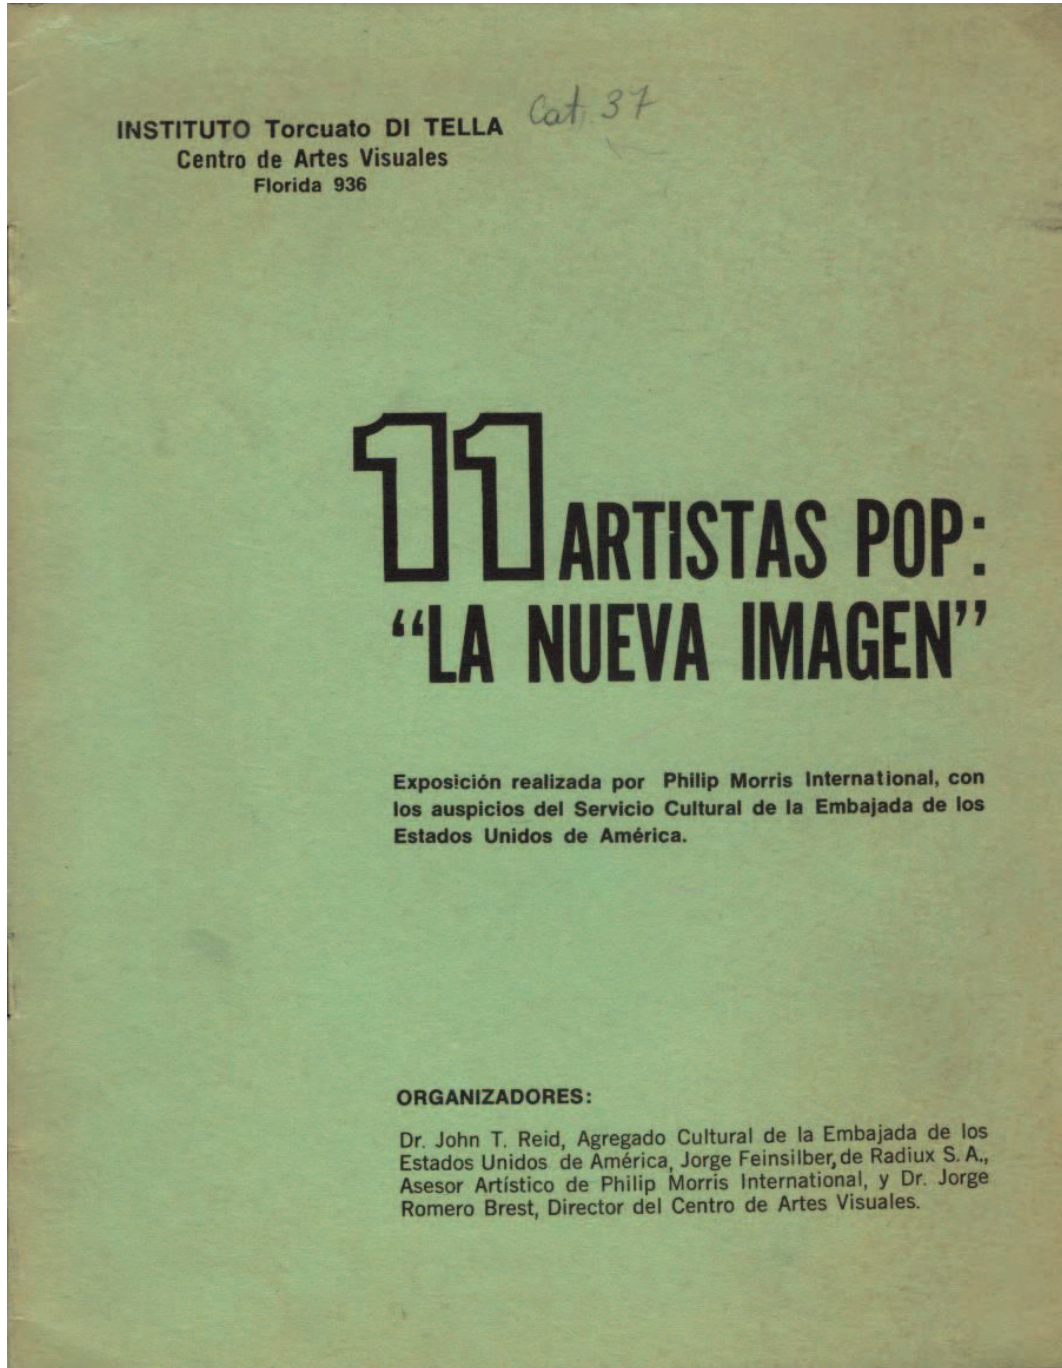 INSTITUTO Torcuato DI TELLA
Centro de Artes Visuales
Florida 936
Cat. 37
11 ARTISTAS POP:
“LA NUEVA IMAGEN”
Exposición realizada por Philip Morris International, con
los auspicios del Servicio Cultural de la Embajada de los
Estados Unidos de América.
ORGANIZADORES:
Dr. John T. Reid, Agregado Cultural de la Embajada de los
Estados Unidos de América, Jorge Feinsilber, de Radiux S. A.,
Asesor Artístico de Philip Morris International, y Dr. Jorge
Romero Brest, Director del Centro de Artes Visuales.